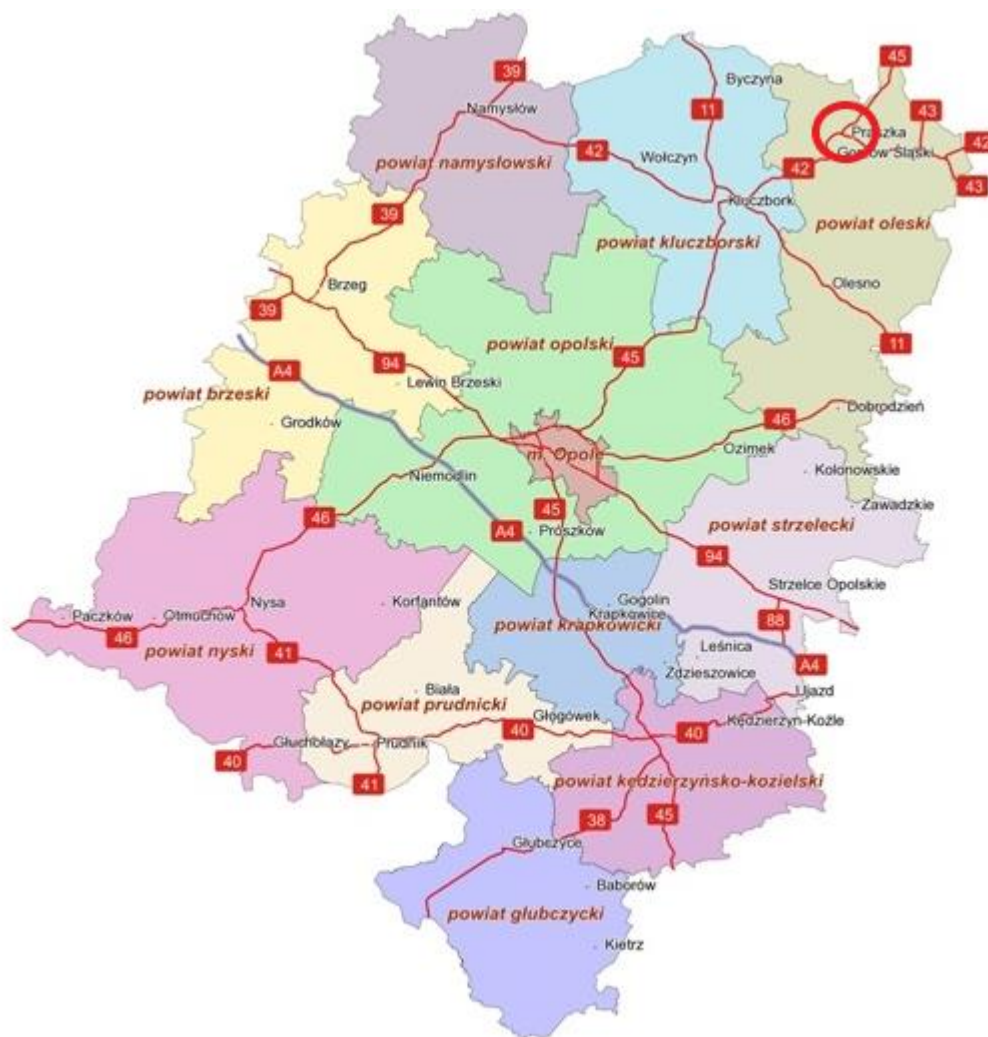 45
39
Byczyna
Namysłów
11
43
Praszka
42
powiat namysłowski
42
Wołczyn
Gorzów Śląski
42
43
Kluczbork
39
powiat oleski
powiat kluczborski
Brzeg
Olesno
39
powiat opolski
11
45
94
A4
powiat brzeski
Lewin Brzeski
Dobrodzień
46
Grodków
Ozimek
m. Opole
Kolonowskie
Niemodlin
45
Zawadzkie
46
powiat strzelecki
A4
Prószków
94
Strzelce Opolskie
Nysa
Korfantów
Gogolin
Paczków
Otmuchów
Krapkowice
88
46
powiat krapkowicki
powiat nyski
41
Leśnica
A4
Zdzieszowice
Biała
Ujazd
powiat prudnicki
Głogówek
Kędzierzyn-Koźle
40
40
Głuchołazy
Prudnik
40
41
powiat kędzierzyńsko-kozielski
38
45
Głubczyce
Baborów
powiat głubczycki
Kietrz